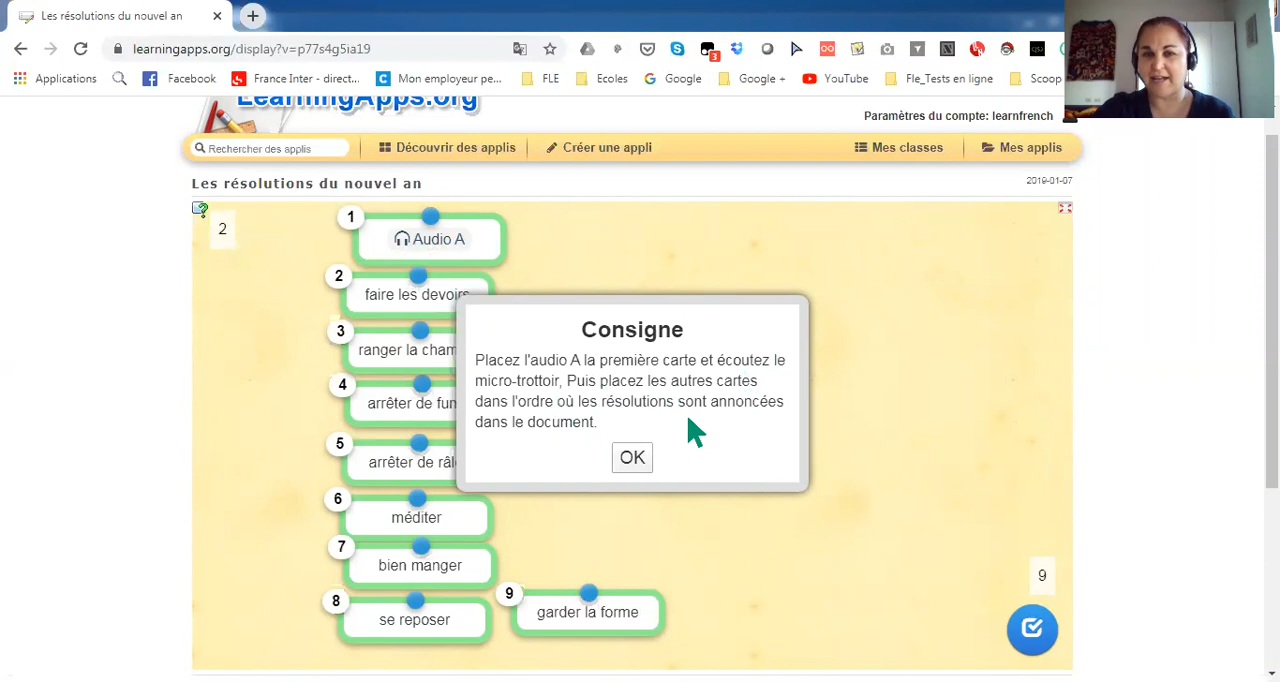 Les résolutions du nouvel an
learningapps.org/display?v=p77s4g5ia19
3
Applications
Facebook
France Inter - direct...
Mon employeur pe...
FLE
Ecoles
Google
Google +
YouTube
Fle_Tests en ligne
Scoop
LearningApps.org
Paramètres du compte: learnfrench
Rechercher des applis
Découvrir des applis
Créer une appli
Mes classes
Mes applis
Les résolutions du nouvel an
2019-01-07
2
1
Audio A
2
faire les devoirs
3
ranger la cham
4
arrêter de fum
5
arrêter de râl
6
méditer
7
bien manger
8
se reposer
9
garder la forme
9
Consigne
Placez l'audio A la première carte et écoutez le
micro-trottoir, Puis placez les autres cartes
dans l'ordre où les résolutions sont annoncées
dans le document.
OK